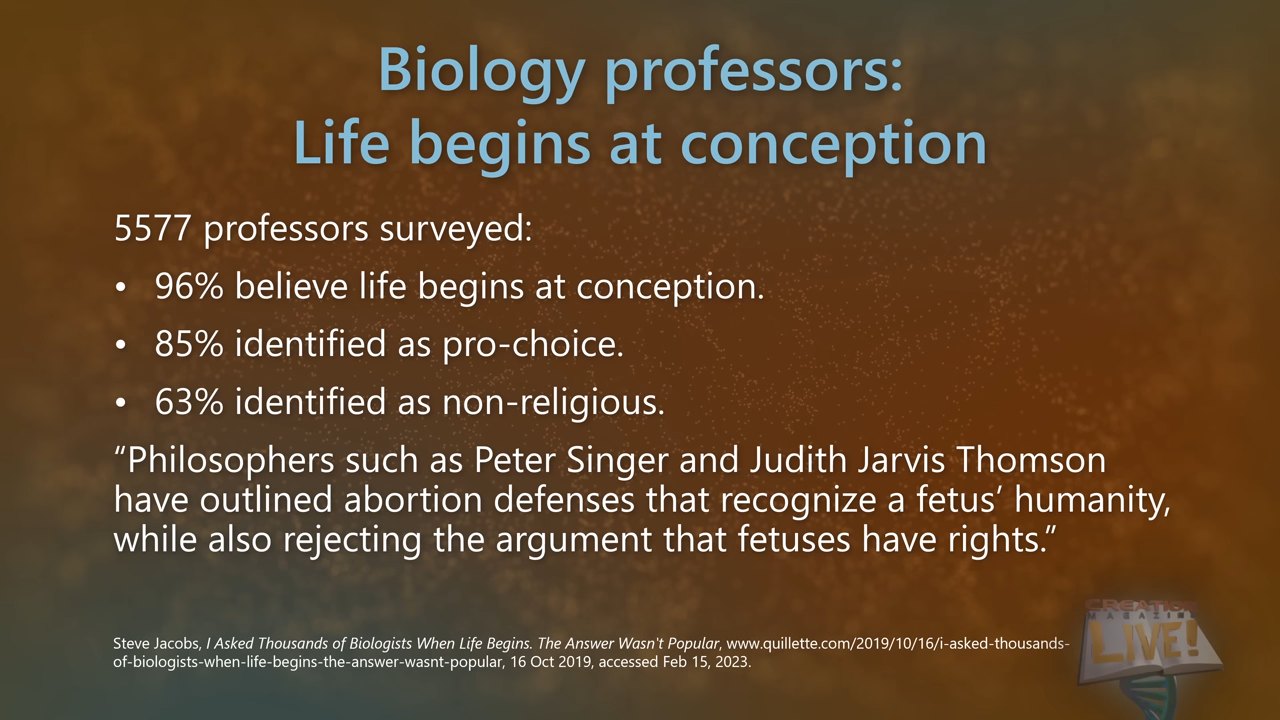 Biology professors:
Life begins at conception
5577 professors surveyed:
• 96% believe life begins at conception.
• 85% identified as pro-choice.
• 63% identified as non-religious.
“Philosophers such as Peter Singer and Judith Jarvis Thomson
have outlined abortion defenses that recognize a fetus’ humanity,
while also rejecting the argument that fetuses have rights.”
Steve Jacobs, I Asked Thousands of Biologists When Life Begins. The Answer Wasn't Popular, www.quillette.com/2019/10/16/i-asked-thousands-
of-biologists-when-life-begins-the-answer-wasnt-popular, 16 Oct 2019, accessed Feb 15, 2023.
CREATION
MAGAZINE
LIVE!